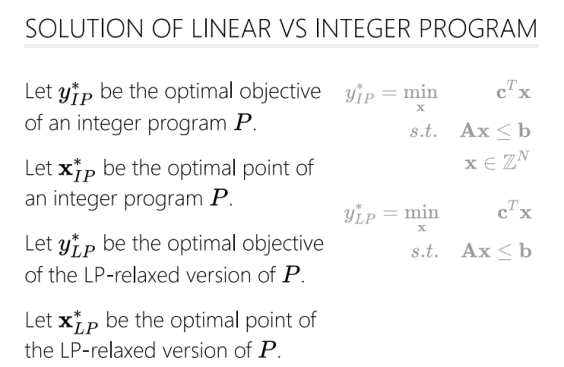 SOLUTION OF LINEAR VS INTEGER PROGRAM
Let y*_IP be the optimal objective
of an integer program P.
Let x*_IP be the optimal point of
an integer program P.
Let y*_LP be the optimal objective
of the LP-relaxed version of P.
Let x*_LP be the optimal point of
the LP-relaxed version of P.
y*_IP = min_x c^T x
s.t. Ax ≤ b
x ∈ ℤ^N
y*_LP = min_x c^T x
s.t. Ax ≤ b